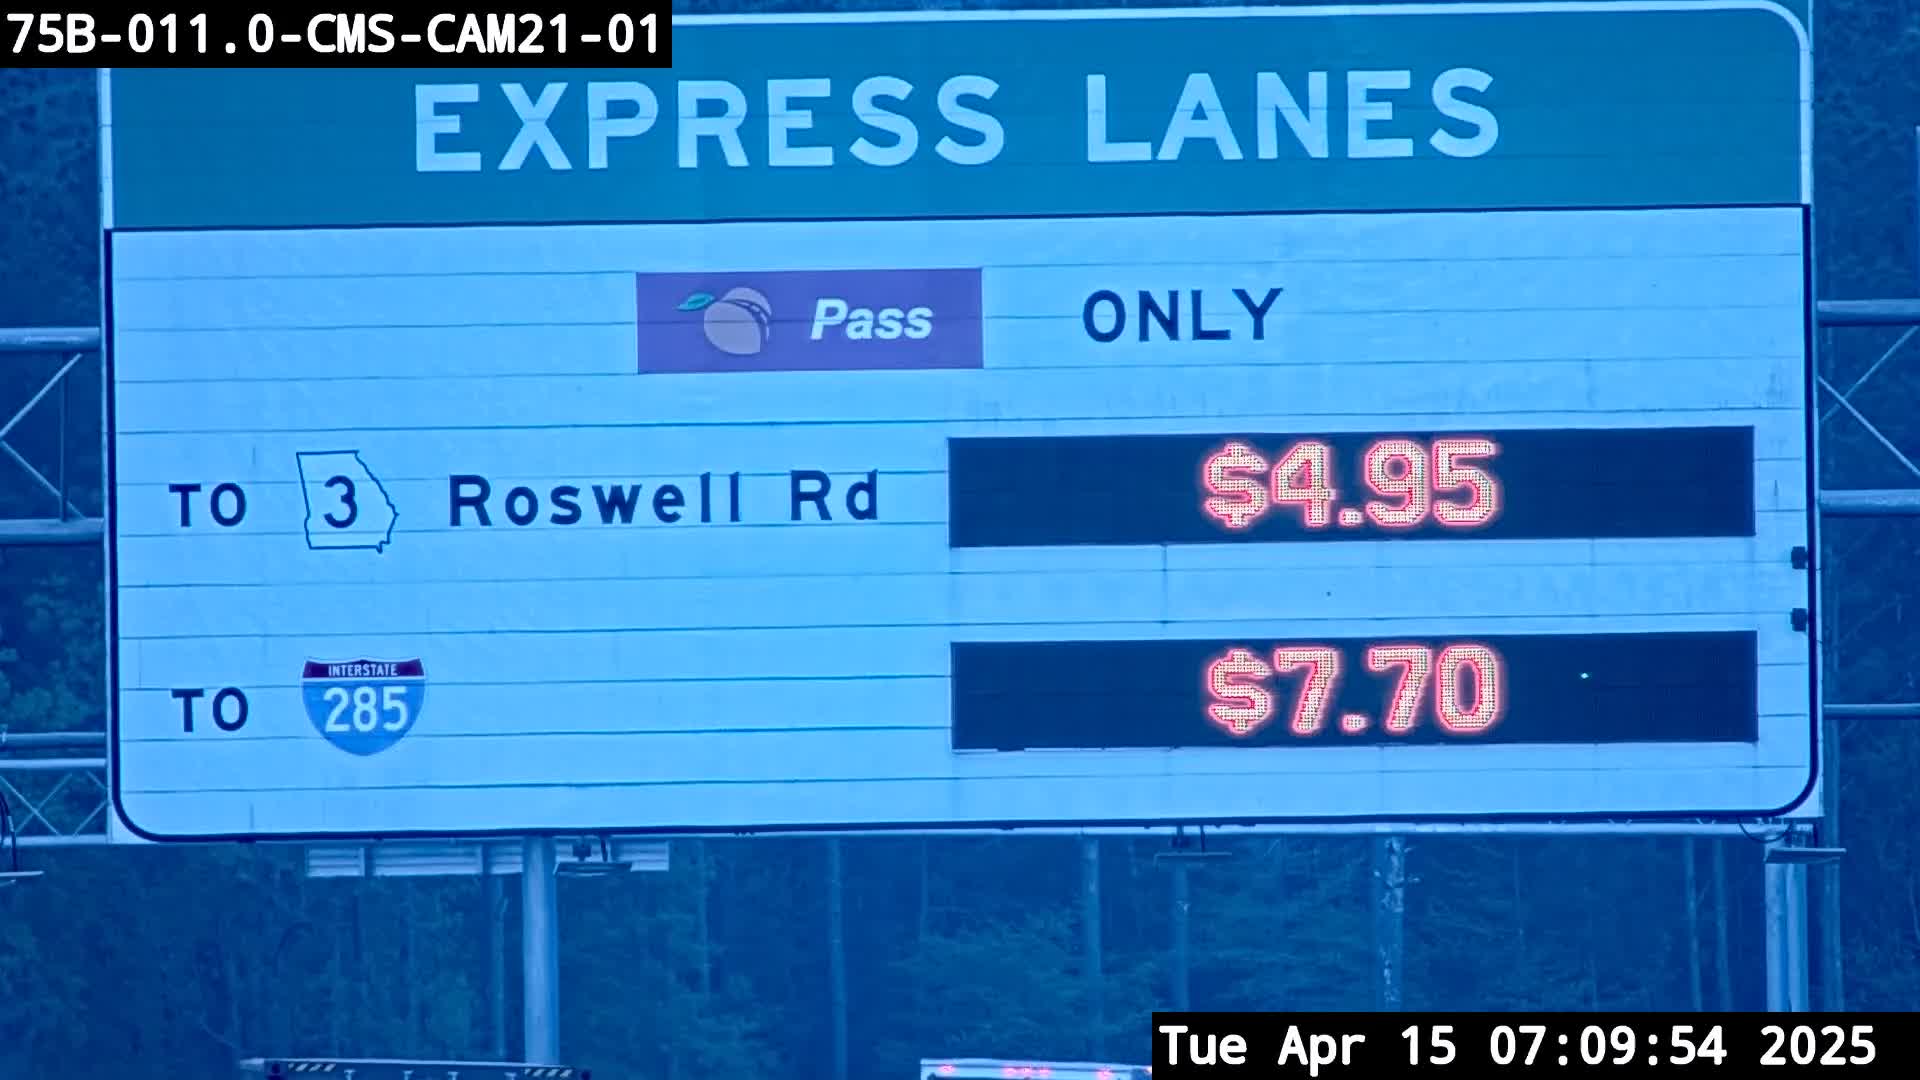 75B-011.0-CMS-CAM21-01
EXPRESS LANES
Pass ONLY
TO 3 Roswell Rd $4.95
TO INTERSTATE 285 $7.70
Tue Apr 15 07:09:54 2025